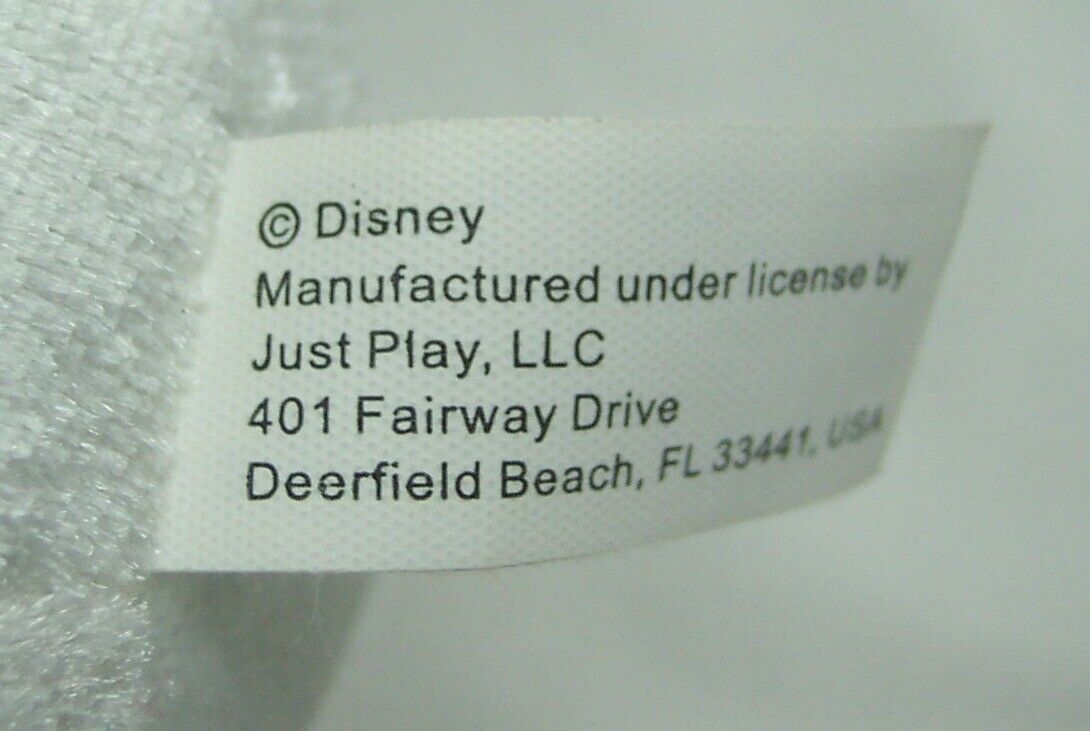 © Disney
Manufactured under license by
Just Play, LLC
401 Fairway Drive
Deerfield Beach, FL 33441, USA